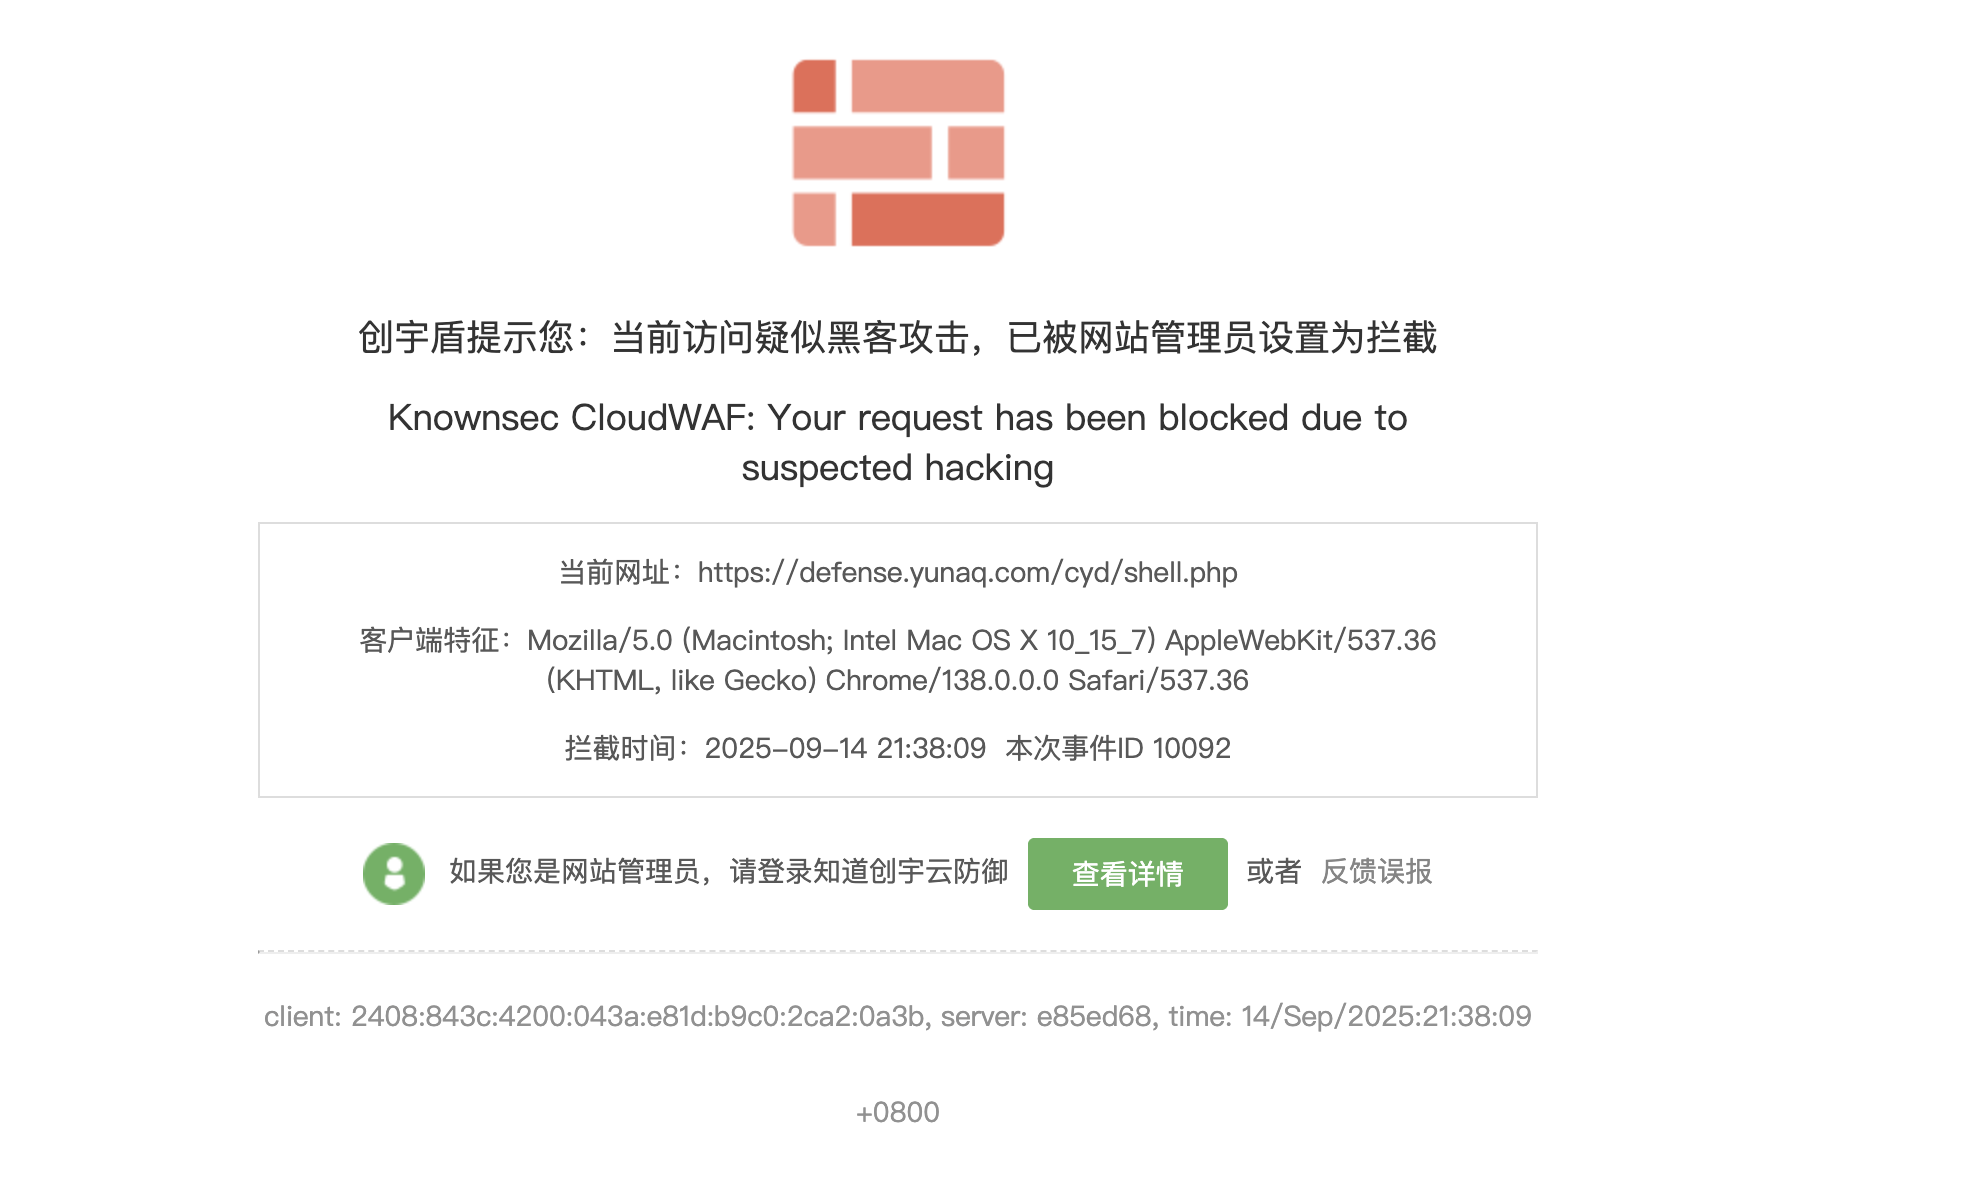 创宇盾提示您：当前访问疑似黑客攻击，已被网站管理员设置为拦截
Knownsec CloudWAF: Your request has been blocked due to
suspected hacking
当前网址：https://defense.yunaq.com/cyd/shell.php
客户端特征：Mozilla/5.0 (Macintosh; Intel Mac OS X 10_15_7) AppleWebKit/537.36
(KHTML, like Gecko) Chrome/138.0.0.0 Safari/537.36
拦截时间：2025-09-14 21:38:09 本次事件ID 10092
如果您是网站管理员，请登录知道创宇云防御 查看详情 或者 反馈误报
client: 2408:843c:4200:043a:e81d:b9c0:2ca2:0a3b, server: e85ed68, time: 14/Sep/2025:21:38:09
+0800